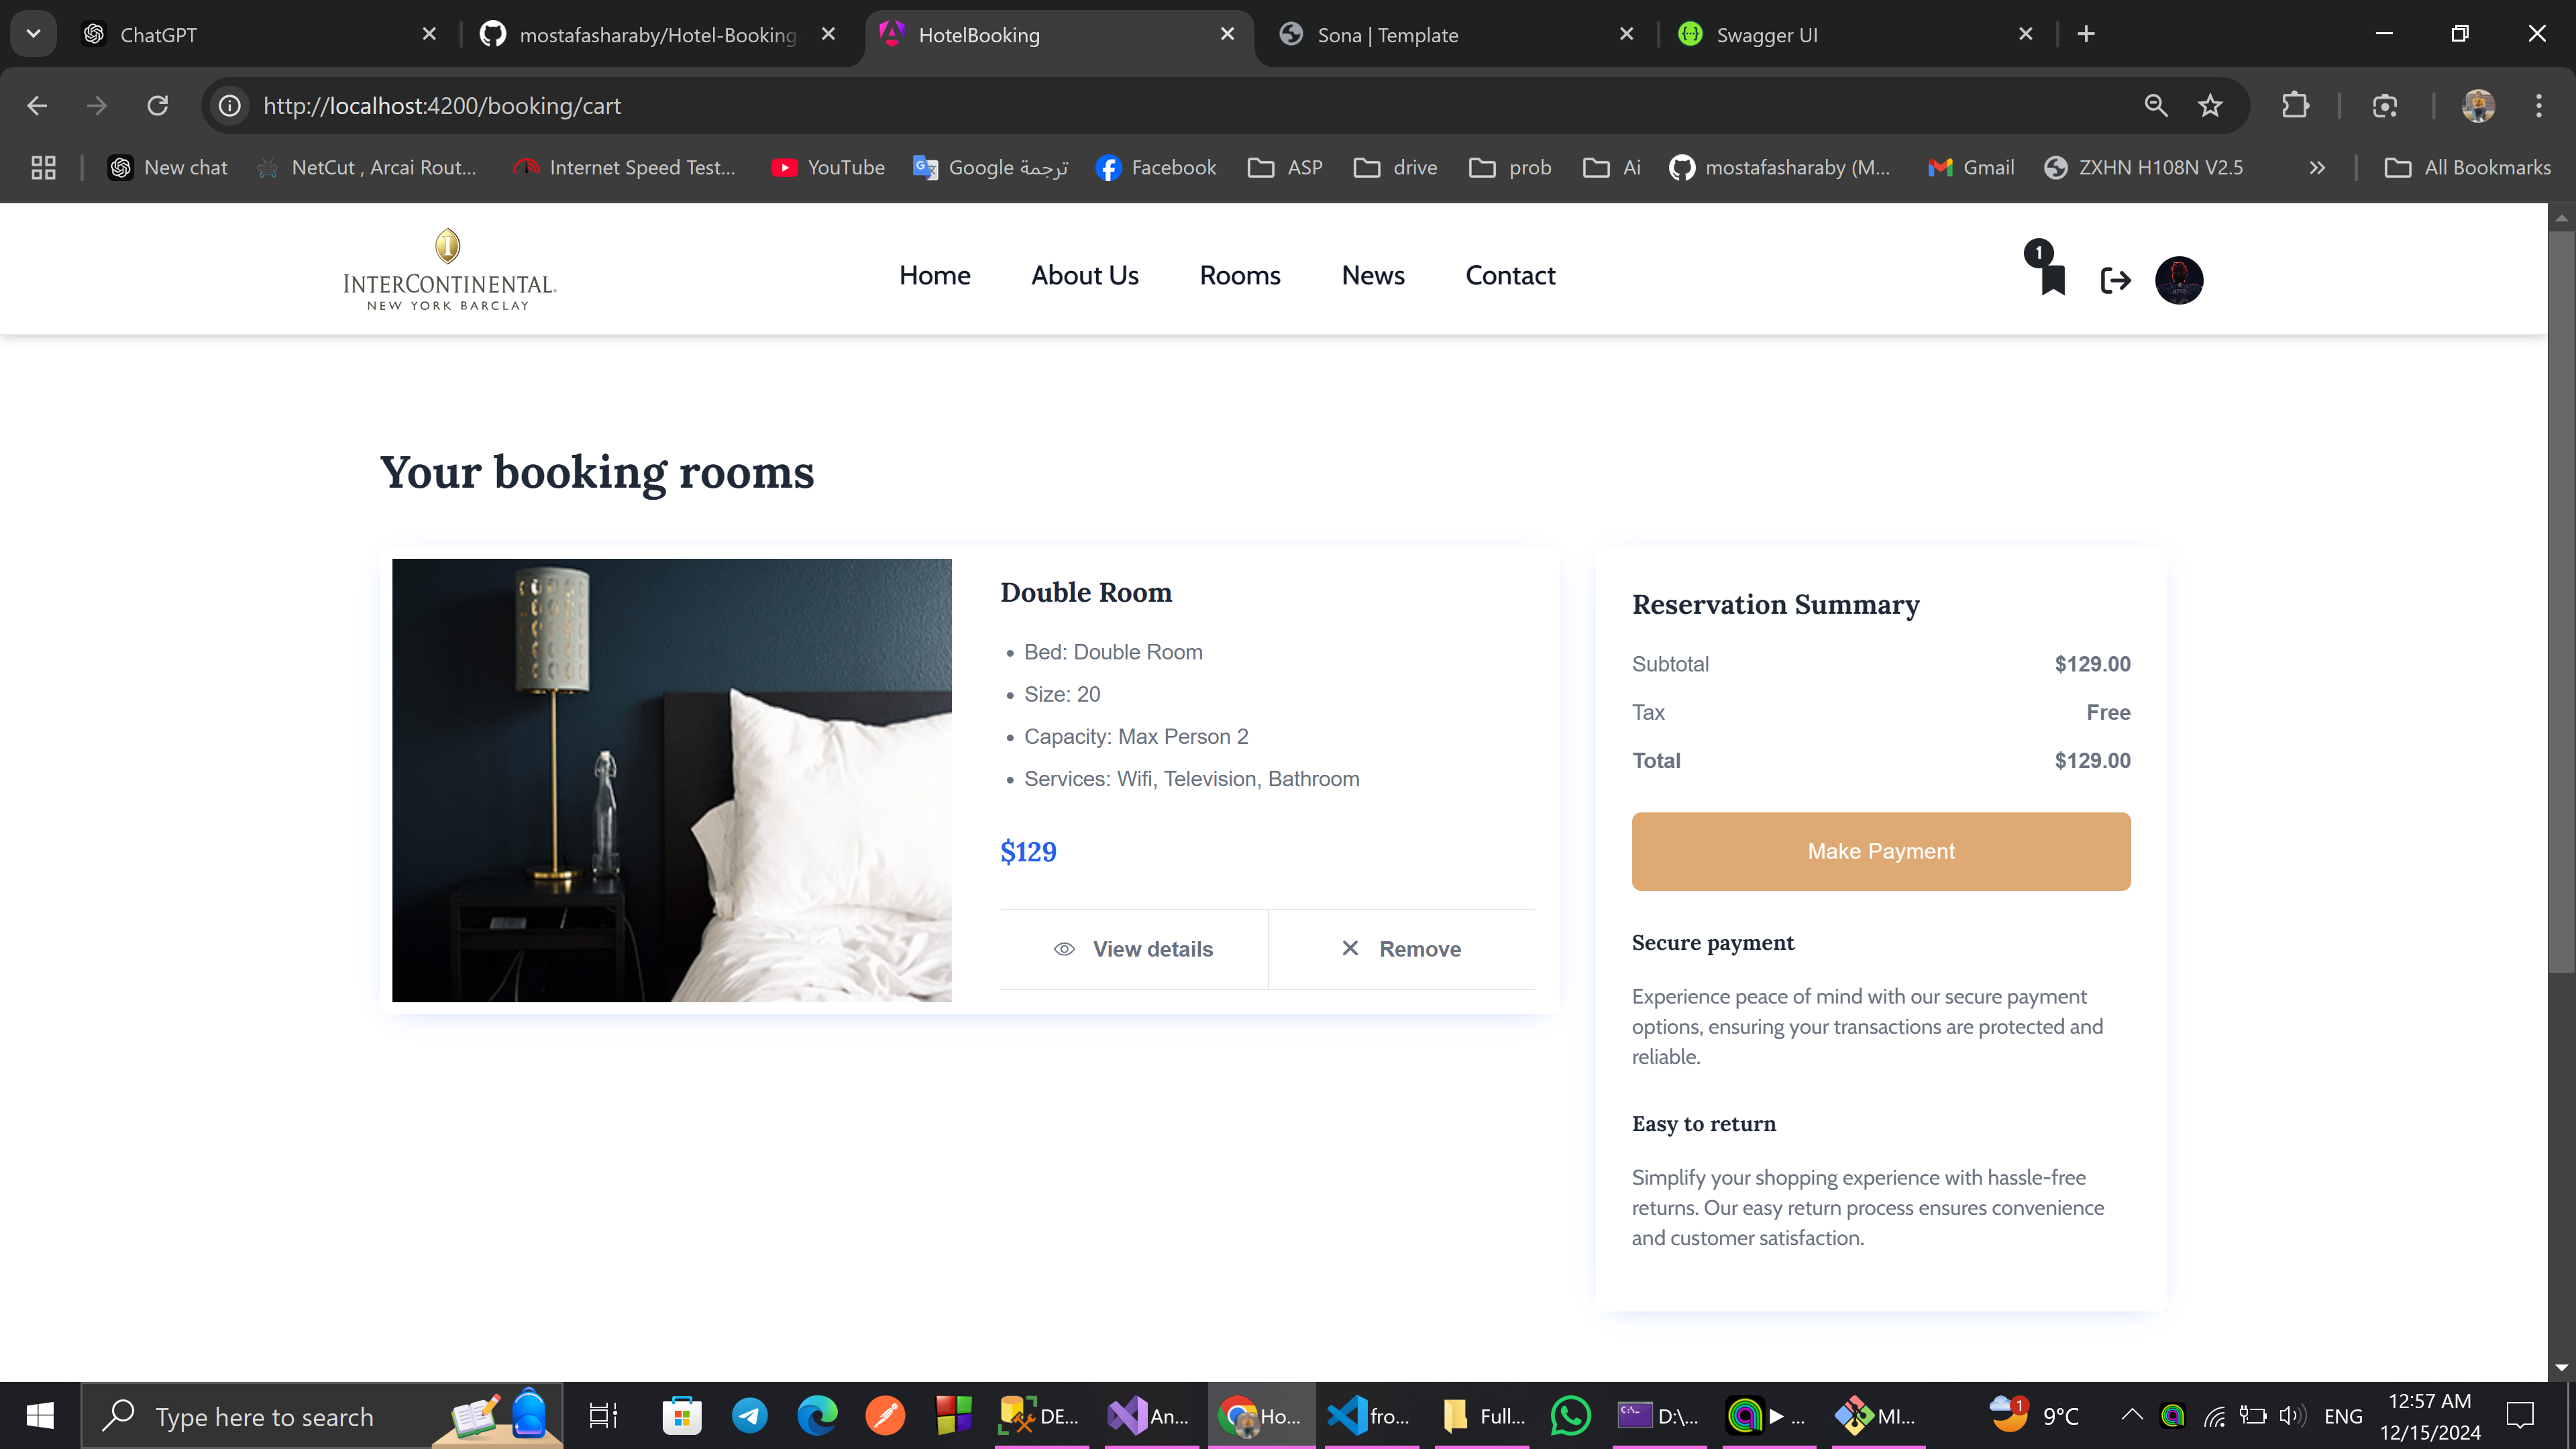 ChatGPT
mostafasharaby/Hotel-Booking
HotelBooking
Sona | Template
Swagger UI
http://localhost:4200/booking/cart
New chat
NetCut , Arcai Rout...
Internet Speed Test...
YouTube
Google ترجمة
Facebook
ASP
drive
prob
Ai
mostafasharaby (M...
Gmail
ZXHN H108N V2.5
All Bookmarks
INTERCONTINENTAL
NEW YORK BARCLAY
Home
About Us
Rooms
News
Contact
1
Your booking rooms
Double Room
Bed: Double Room
Size: 20
Capacity: Max Person 2
Services: Wifi, Television, Bathroom
$129
View details
Remove
Reservation Summary
Subtotal $129.00
Tax Free
Total $129.00
Make Payment
Secure payment
Experience peace of mind with our secure payment
options, ensuring your transactions are protected and
reliable.
Easy to return
Simplify your shopping experience with hassle-free
returns. Our easy return process ensures convenience
and customer satisfaction.
Type here to search
DE...
An...
Ho...
fro...
Full...
D:\...
MI...
1
9°C
ENG
12:57 AM
12/15/2024